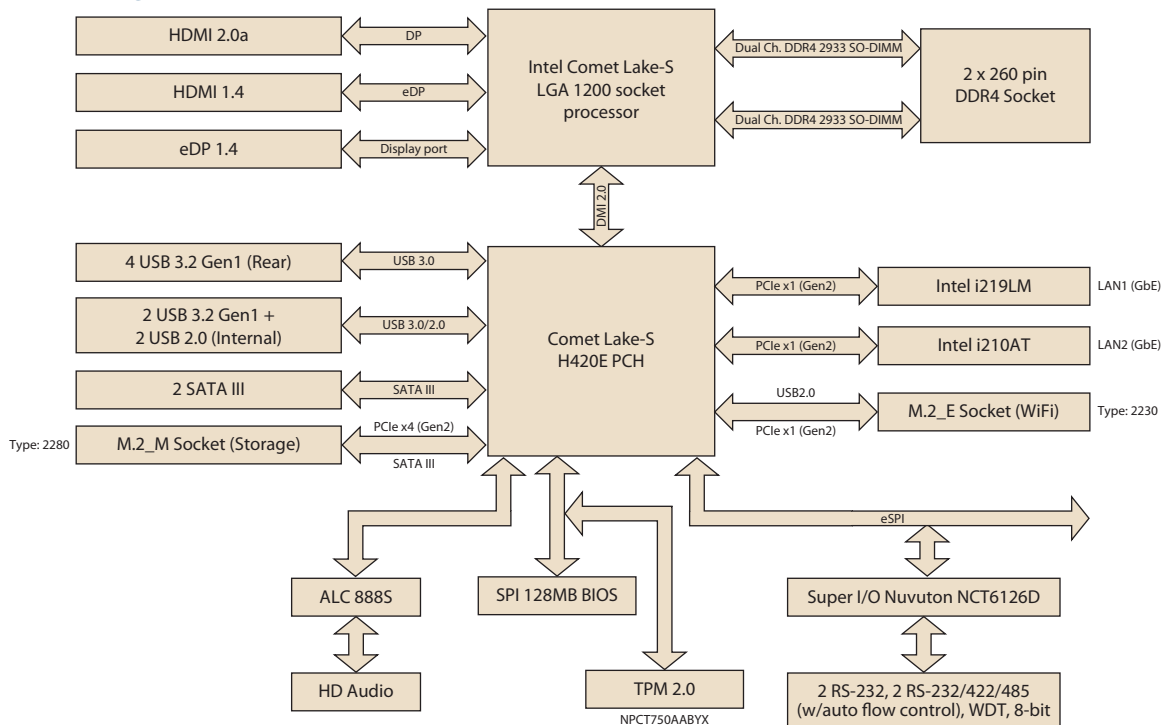 HDMI 2.0a
DP
HDMI 1.4
eDP
eDP 1.4
Display port
Intel Comet Lake-S
LGA 1200 socket
processor
Dual Ch. DDR4 2933 SO-DIMM
Dual Ch. DDR4 2933 SO-DIMM
2 x 260 pin
DDR4 Socket
DMI 2.0
4 USB 3.2 Gen1 (Rear)
USB 3.0
2 USB 3.2 Gen1 +
2 USB 2.0 (Internal)
USB 3.0/2.0
2 SATA III
SATA III
Type: 2280
M.2_M Socket (Storage)
PCIe x4 (Gen2)
SATA III
Comet Lake-S
H420E PCH
PCIe x1 (Gen2)
Intel i219LM
LAN1 (GbE)
PCIe x1 (Gen2)
Intel i210AT
LAN2 (GbE)
USB2.0
PCIe x1 (Gen2)
M.2_E Socket (WiFi)
Type: 2230
eSPI
ALC 888S
SPI 128MB BIOS
Super I/O Nuvuton NCT6126D
HD Audio
TPM 2.0
NPCT750AABYX
2 RS-232, 2 RS-232/422/485
(w/auto flow control), WDT, 8-bit